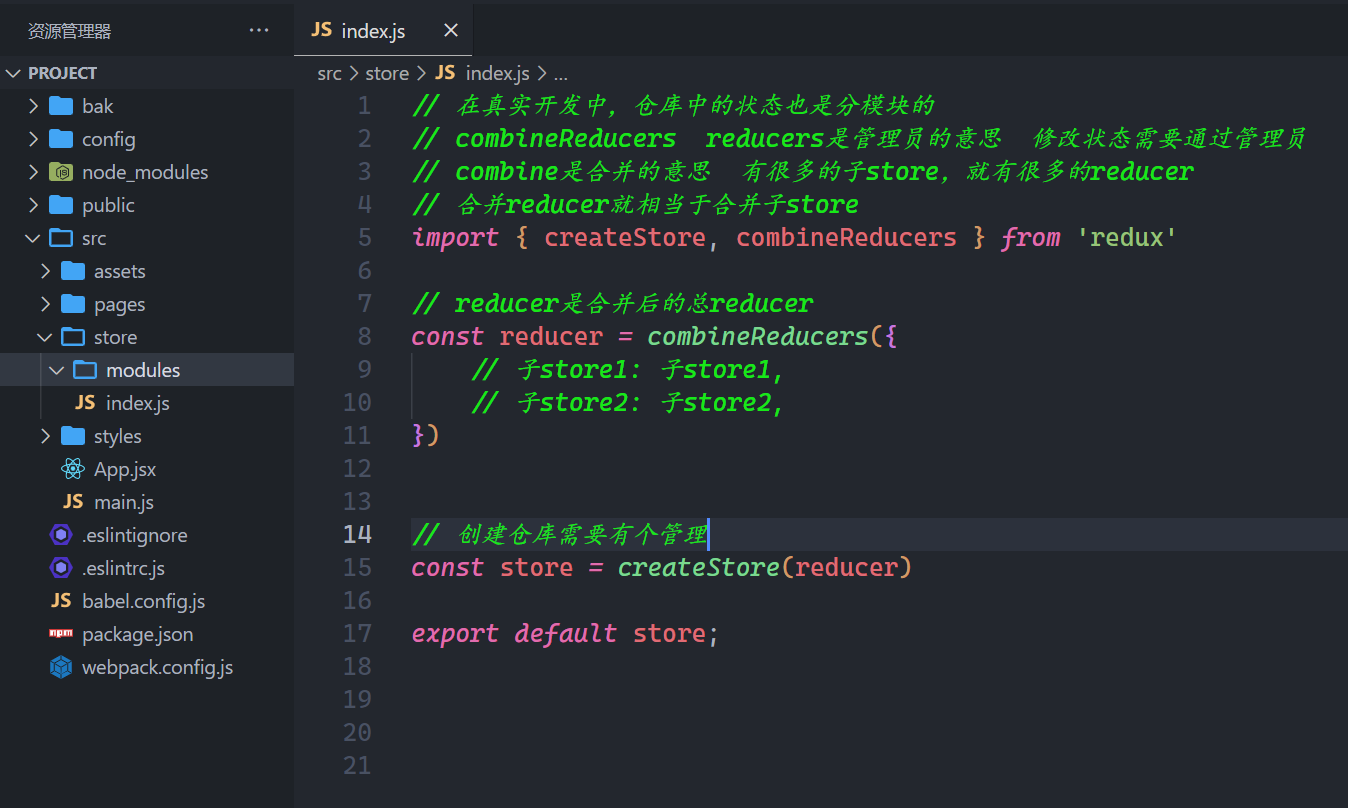 资源管理器 ···
JS index.js ×
PROJECT
src > store > JS index.js > ...
bak
config
node_modules
public
src
assets
pages
store
modules
JS index.js
styles
App.jsx
JS main.js
.eslintignore
.eslintrc.js
JS babel.config.js
npm package.json
webpack.config.js
1 // 在真实开发中，仓库中的状态也是分模块的
2 // combineReducers  reducers是管理员的意思  修改状态需要通过管理员
3 // combine是合并的意思  有很多的子store，就有很多的reducer
4 // 合并reducer就相当于合并子store
5 import { createStore, combineReducers } from 'redux'
6
7 // reducer是合并后的总reducer
8 const reducer = combineReducers({
9     // 子store1: 子store1,
10     // 子store2: 子store2,
11 })
12
13
14 // 创建仓库需要有个管理
15 const store = createStore(reducer)
16
17 export default store;
18
19
20
21